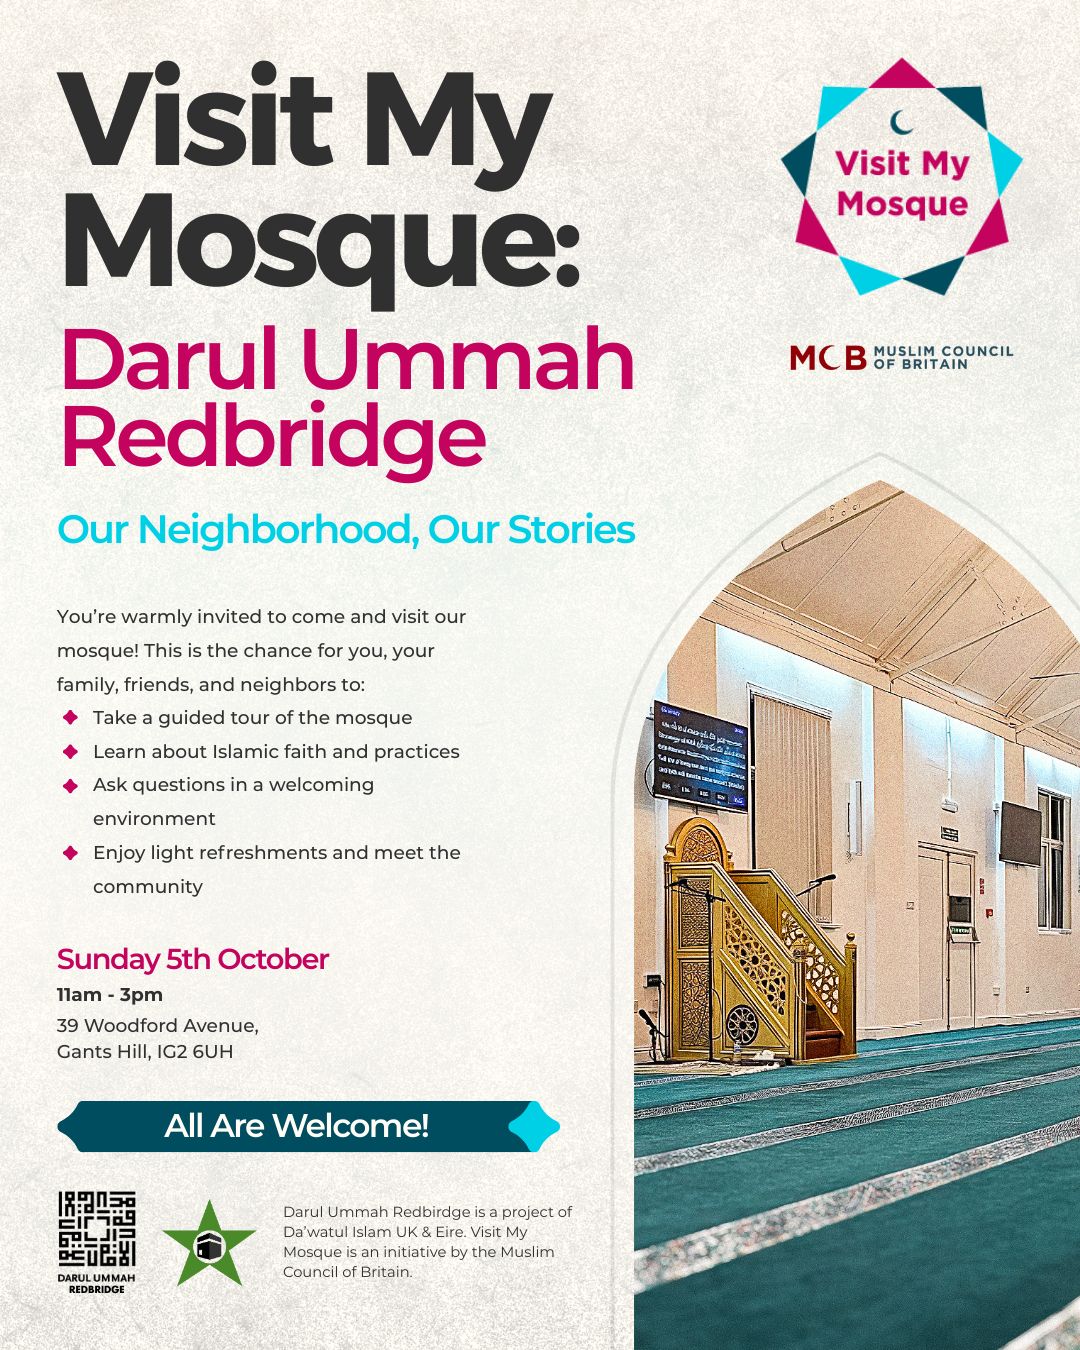 Visit My
Mosque:
Darul Ummah
Redbridge
Our Neighborhood, Our Stories
Visit My
Mosque
MCB MUSLIM COUNCIL
OF BRITAIN
You're warmly invited to come and visit our
mosque! This is the chance for you, your
family, friends, and neighbors to:
Take a guided tour of the mosque
Learn about Islamic faith and practices
Ask questions in a welcoming
environment
Enjoy light refreshments and meet the
community
Sunday 5th October
11am - 3pm
39 Woodford Avenue,
Gants Hill, IG2 6UH
All Are Welcome!
DARUL UMMAH
REDBRIDGE
Darul Ummah Redbirdge is a project of
Da'watul Islam UK & Eire. Visit My
Mosque is an initiative by the Muslim
Council of Britain.